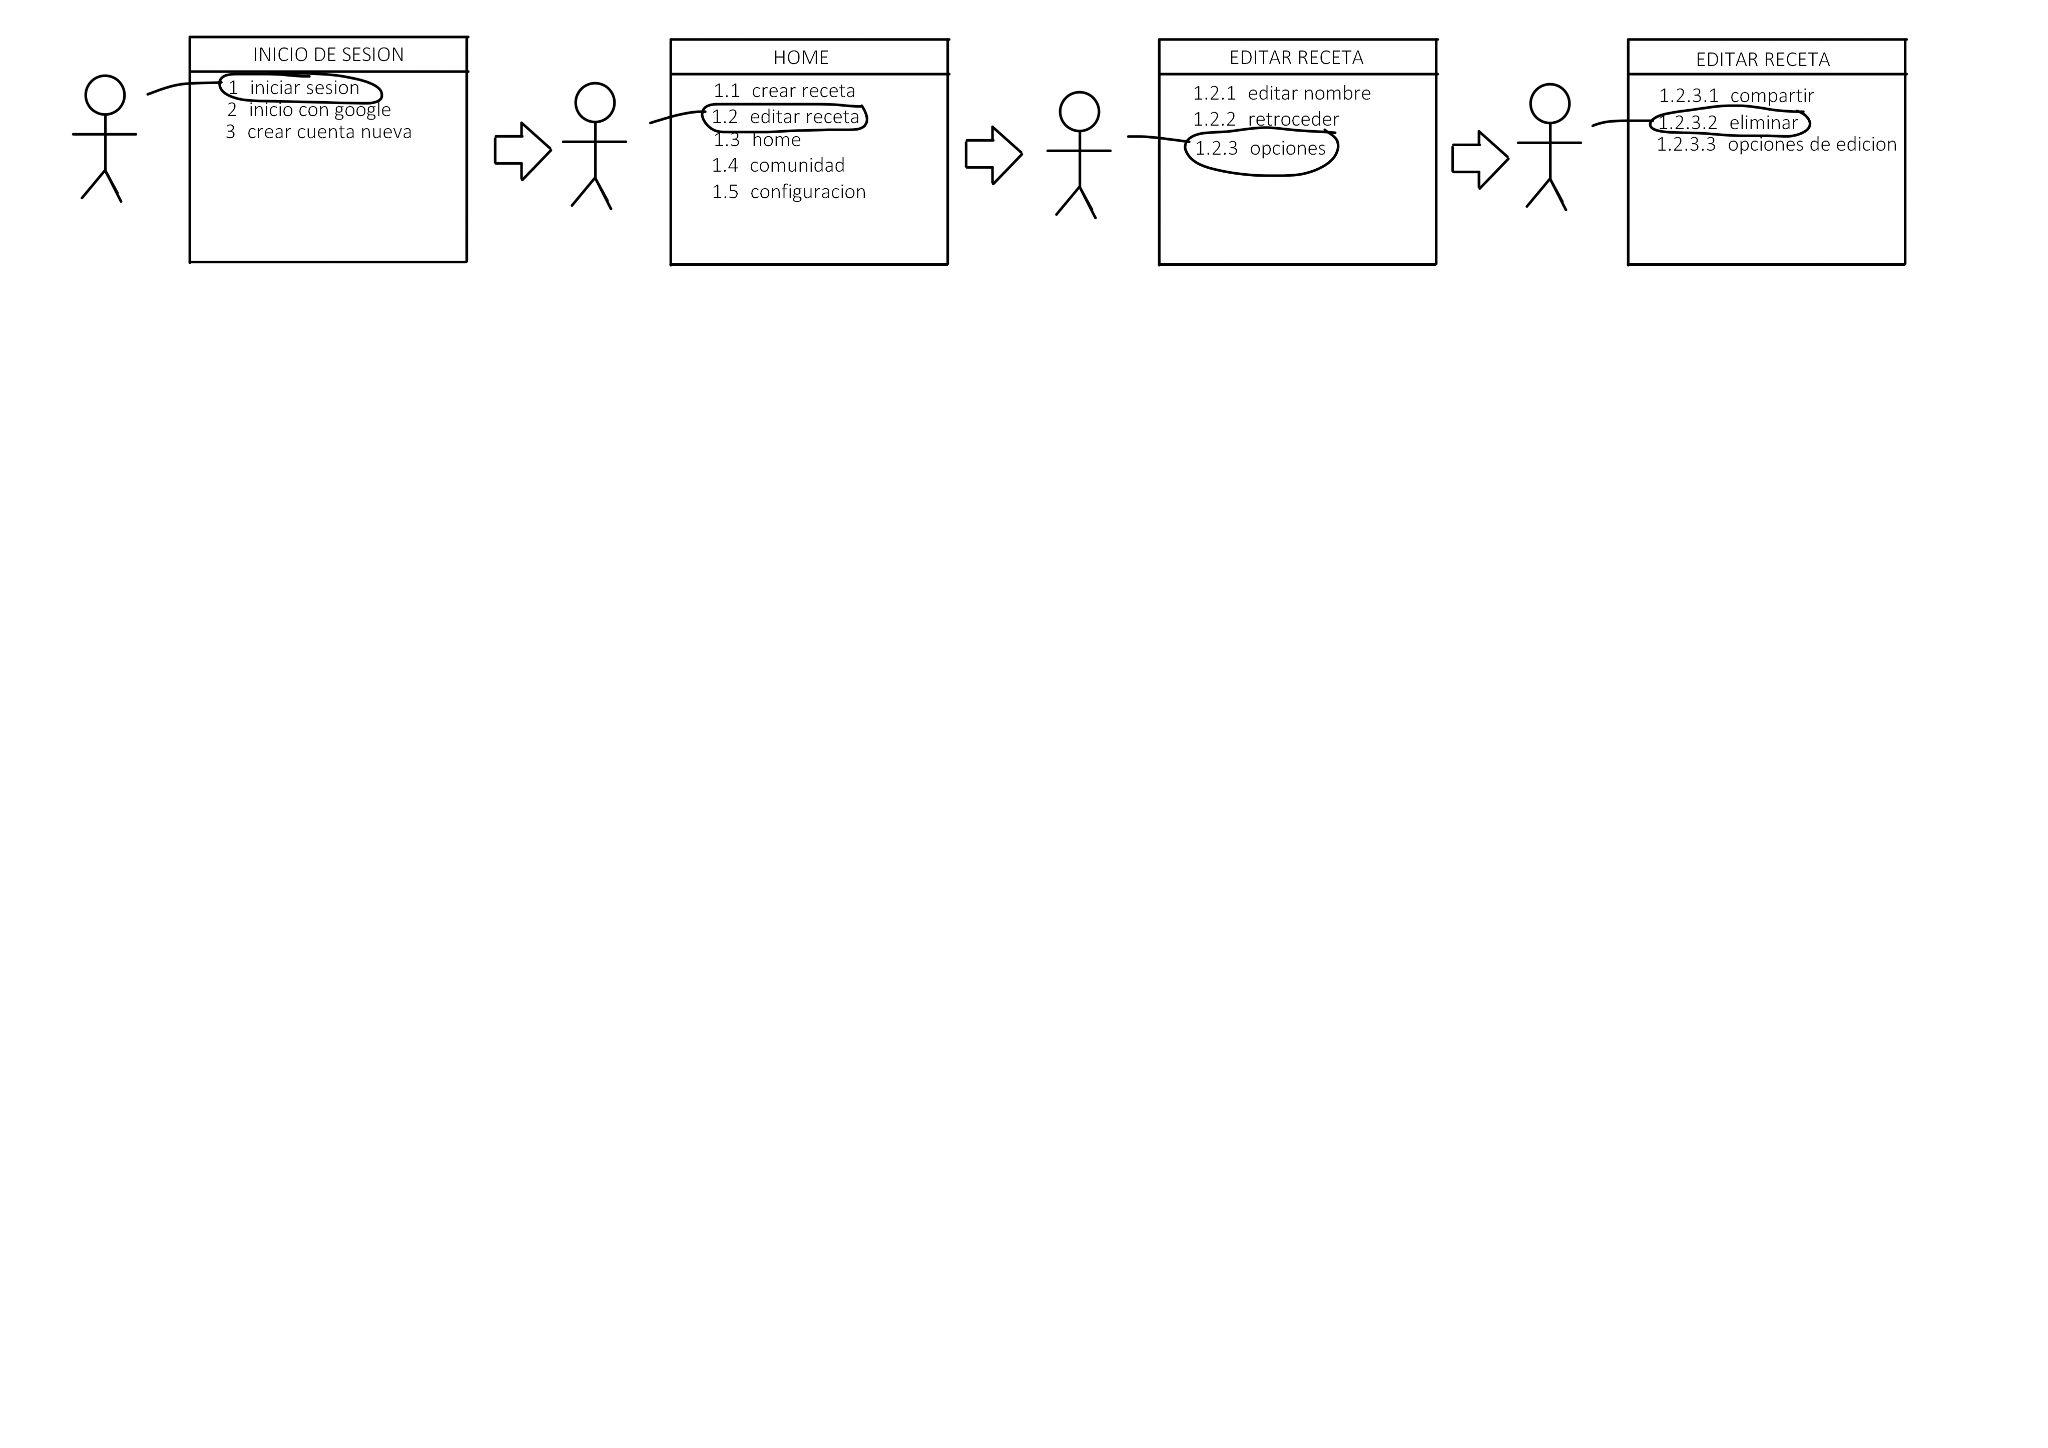 INICIO DE SESION
1 iniciar sesion
2 inicio con google
3 crear cuenta nueva
HOME
1.1 crear receta
1.2 editar receta
1.3 home
1.4 comunidad
1.5 configuracion
EDITAR RECETA
1.2.1 editar nombre
1.2.2 retroceder
1.2.3 opciones
EDITAR RECETA
1.2.3.1 compartir
1.2.3.2 eliminar
1.2.3.3 opciones de edicion